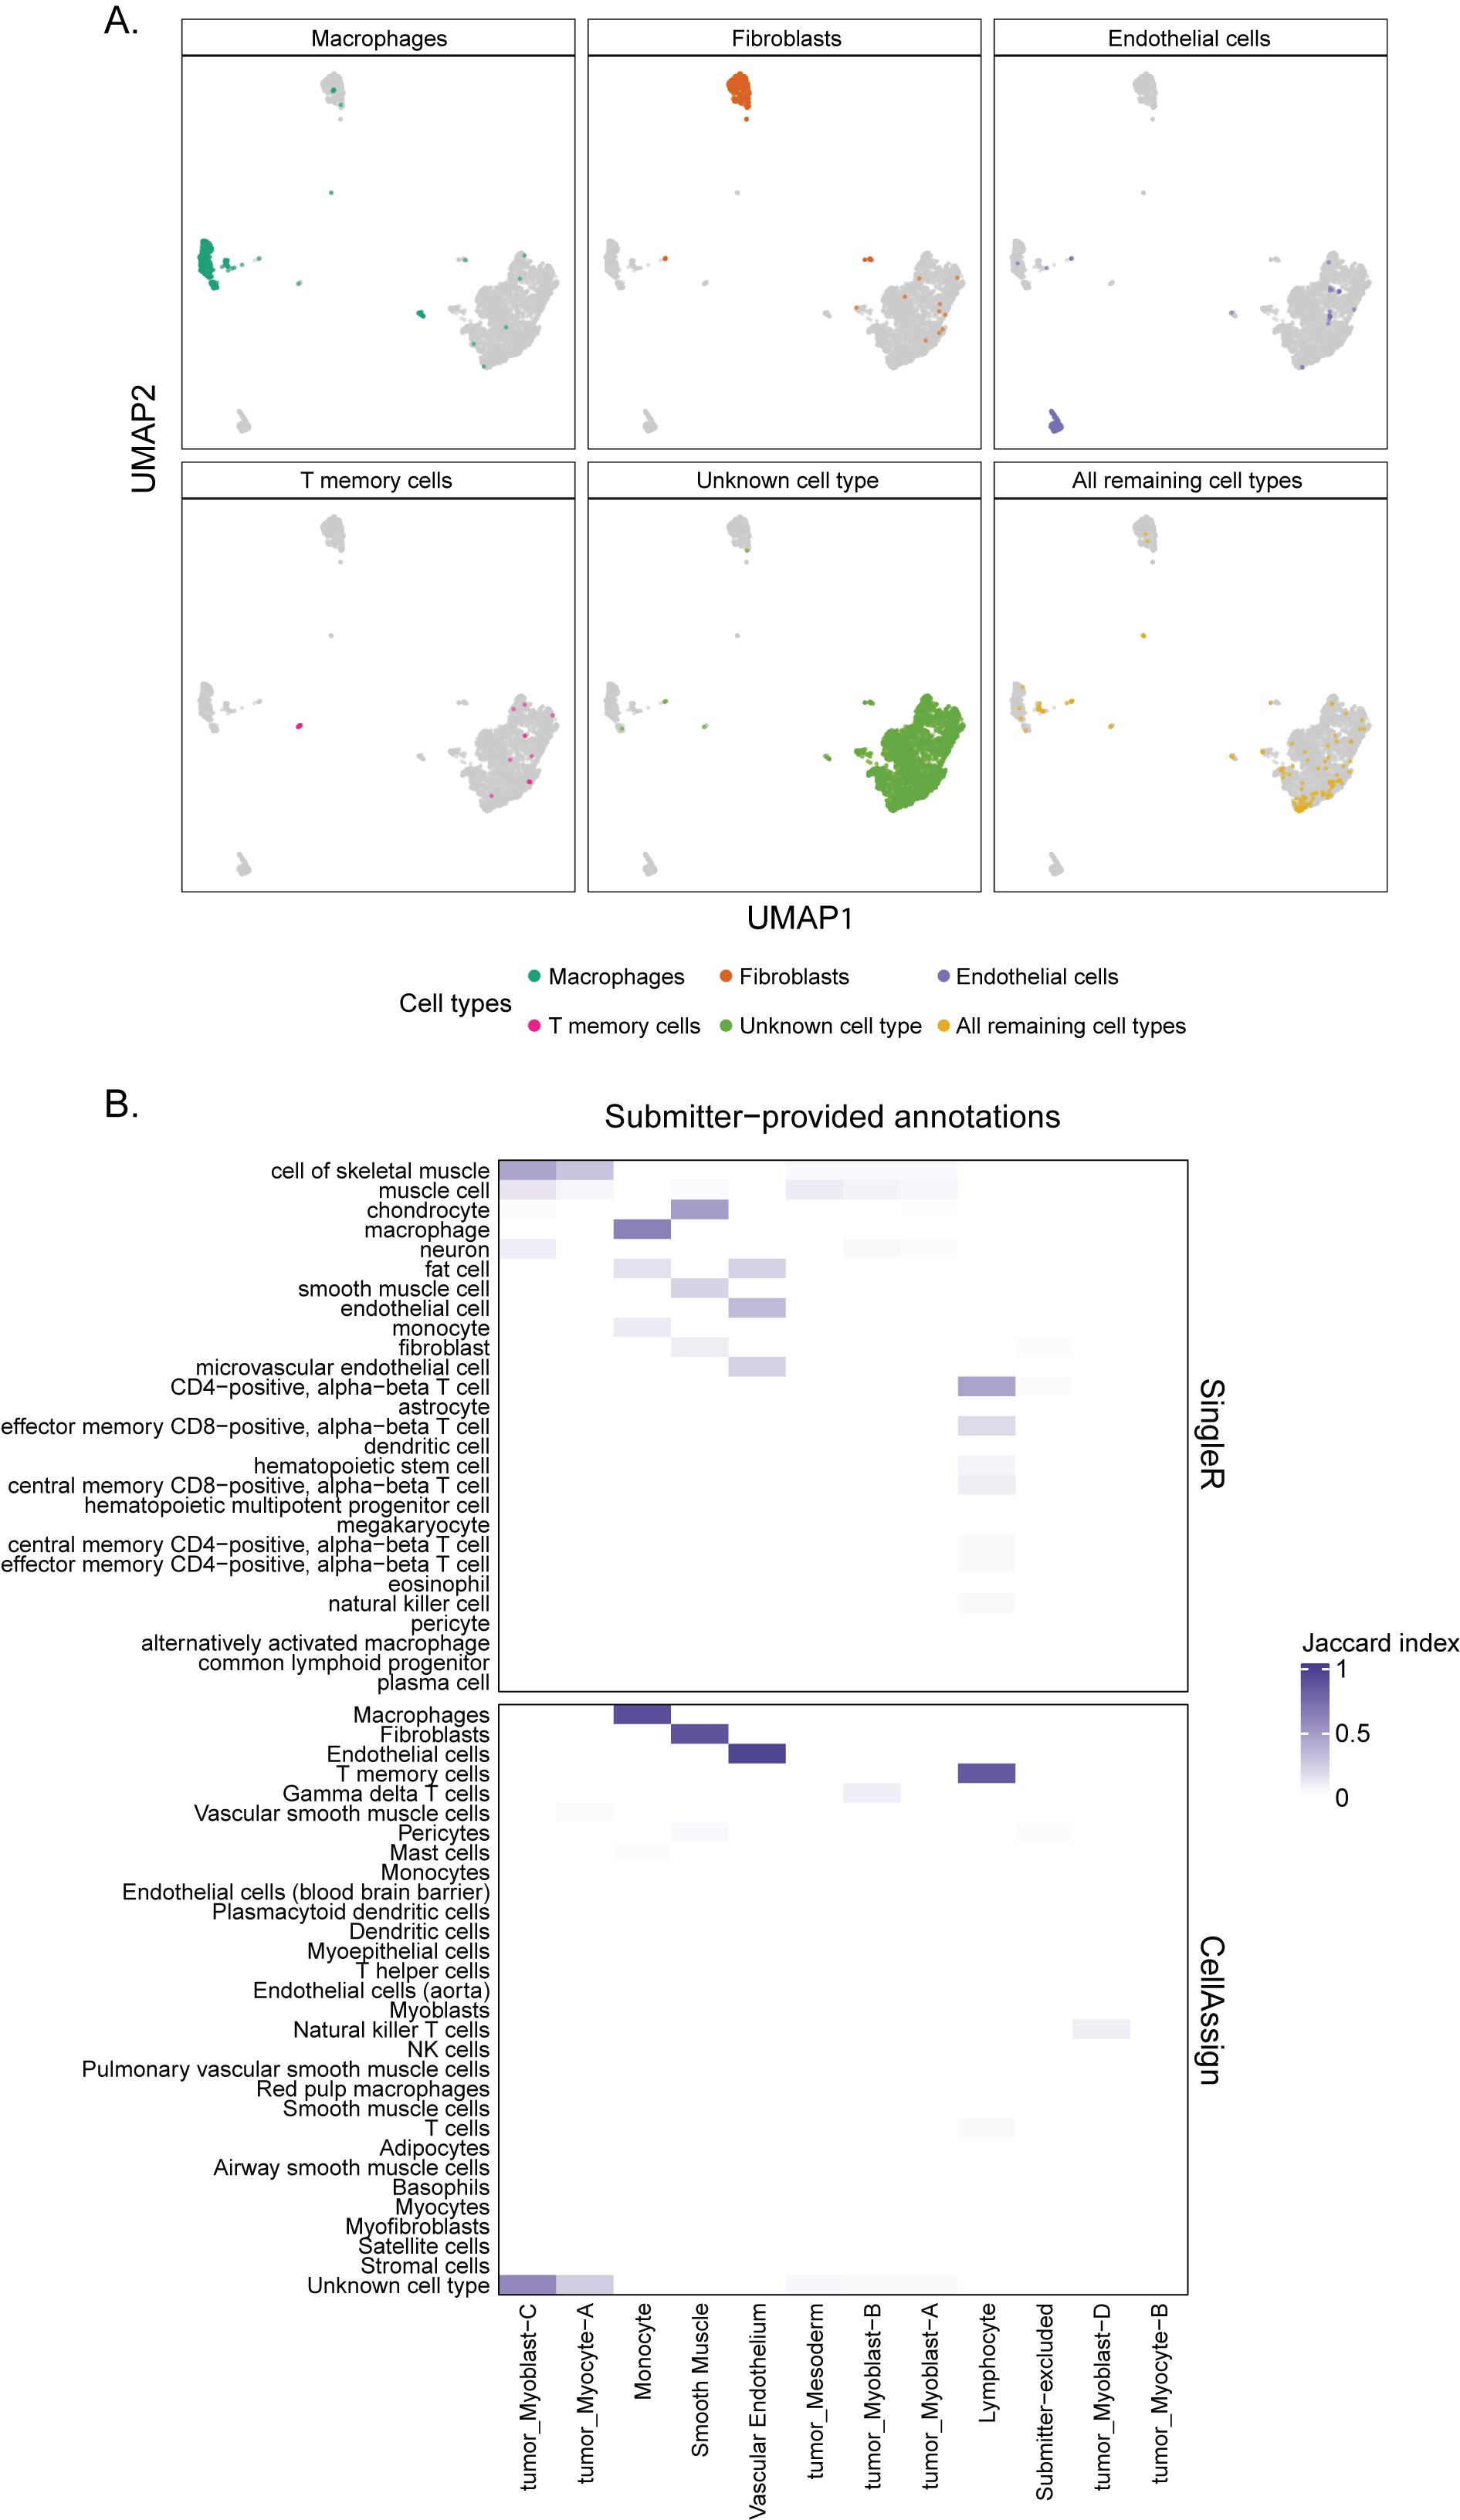 A.
Macrophages
Fibroblasts
Endothelial cells
T memory cells
Unknown cell type
All remaining cell types
UMAP2
UMAP1
Cell types
Macrophages
Fibroblasts
Endothelial cells
T memory cells
Unknown cell type
All remaining cell types
B.
Submitter−provided annotations
cell of skeletal muscle
muscle cell
chondrocyte
macrophage
neuron
fat cell
smooth muscle cell
endothelial cell
monocyte
fibroblast
microvascular endothelial cell
CD4−positive, alpha−beta T cell
astrocyte
effector memory CD8−positive, alpha−beta T cell
dendritic cell
hematopoietic stem cell
central memory CD8−positive, alpha−beta T cell
hematopoietic multipotent progenitor cell
megakaryocyte
central memory CD4−positive, alpha−beta T cell
effector memory CD4−positive, alpha−beta T cell
eosinophil
natural killer cell
pericyte
alternatively activated macrophage
common lymphoid progenitor
plasma cell
SingleR
Macrophages
Fibroblasts
Endothelial cells
T memory cells
Gamma delta T cells
Vascular smooth muscle cells
Pericytes
Mast cells
Monocytes
Endothelial cells (blood brain barrier)
Plasmacytoid dendritic cells
Dendritic cells
Myoepithelial cells
T helper cells
Endothelial cells (aorta)
Myoblasts
Natural killer T cells
NK cells
Pulmonary vascular smooth muscle cells
Red pulp macrophages
Smooth muscle cells
T cells
Adipocytes
Airway smooth muscle cells
Basophils
Myocytes
Myofibroblasts
Satellite cells
Stromal cells
Unknown cell type
CellAssign
Jaccard index
1
0.5
0
tumor_Myoblast−C
tumor_Myocyte−A
Monocyte
Smooth Muscle
Vascular Endothelium
tumor_Mesoderm
tumor_Myoblast−B
tumor_Myoblast−A
Lymphocyte
Submitter−excluded
tumor_Myoblast−D
tumor_Myocyte−B